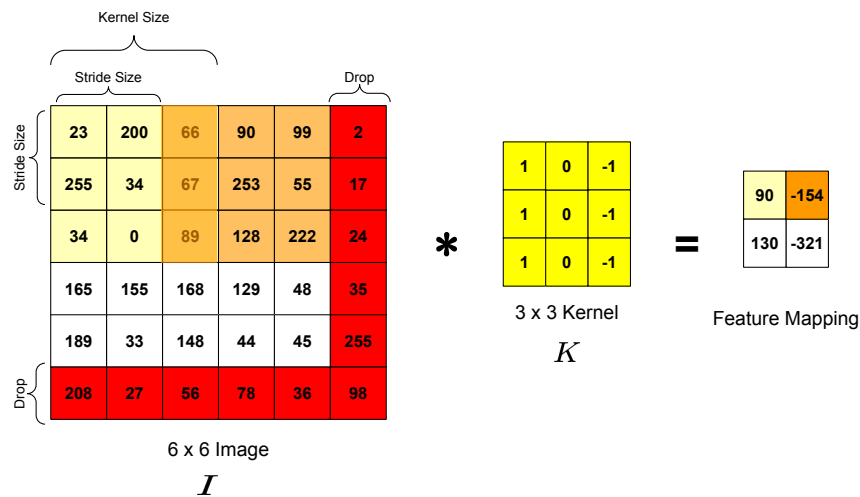 Kernel Size
Stride Size
Drop
Stride Size
23 200 66 90 99 2
255 34 67 253 55 17
34 0 89 128 222 24
165 155 168 129 48 35
189 33 148 44 45 255
Drop
208 27 56 78 36 98
6 x 6 Image
I
*
1 0 -1
1 0 -1
1 0 -1
3 x 3 Kernel
K
=
90 -154
130 -321
Feature Mapping